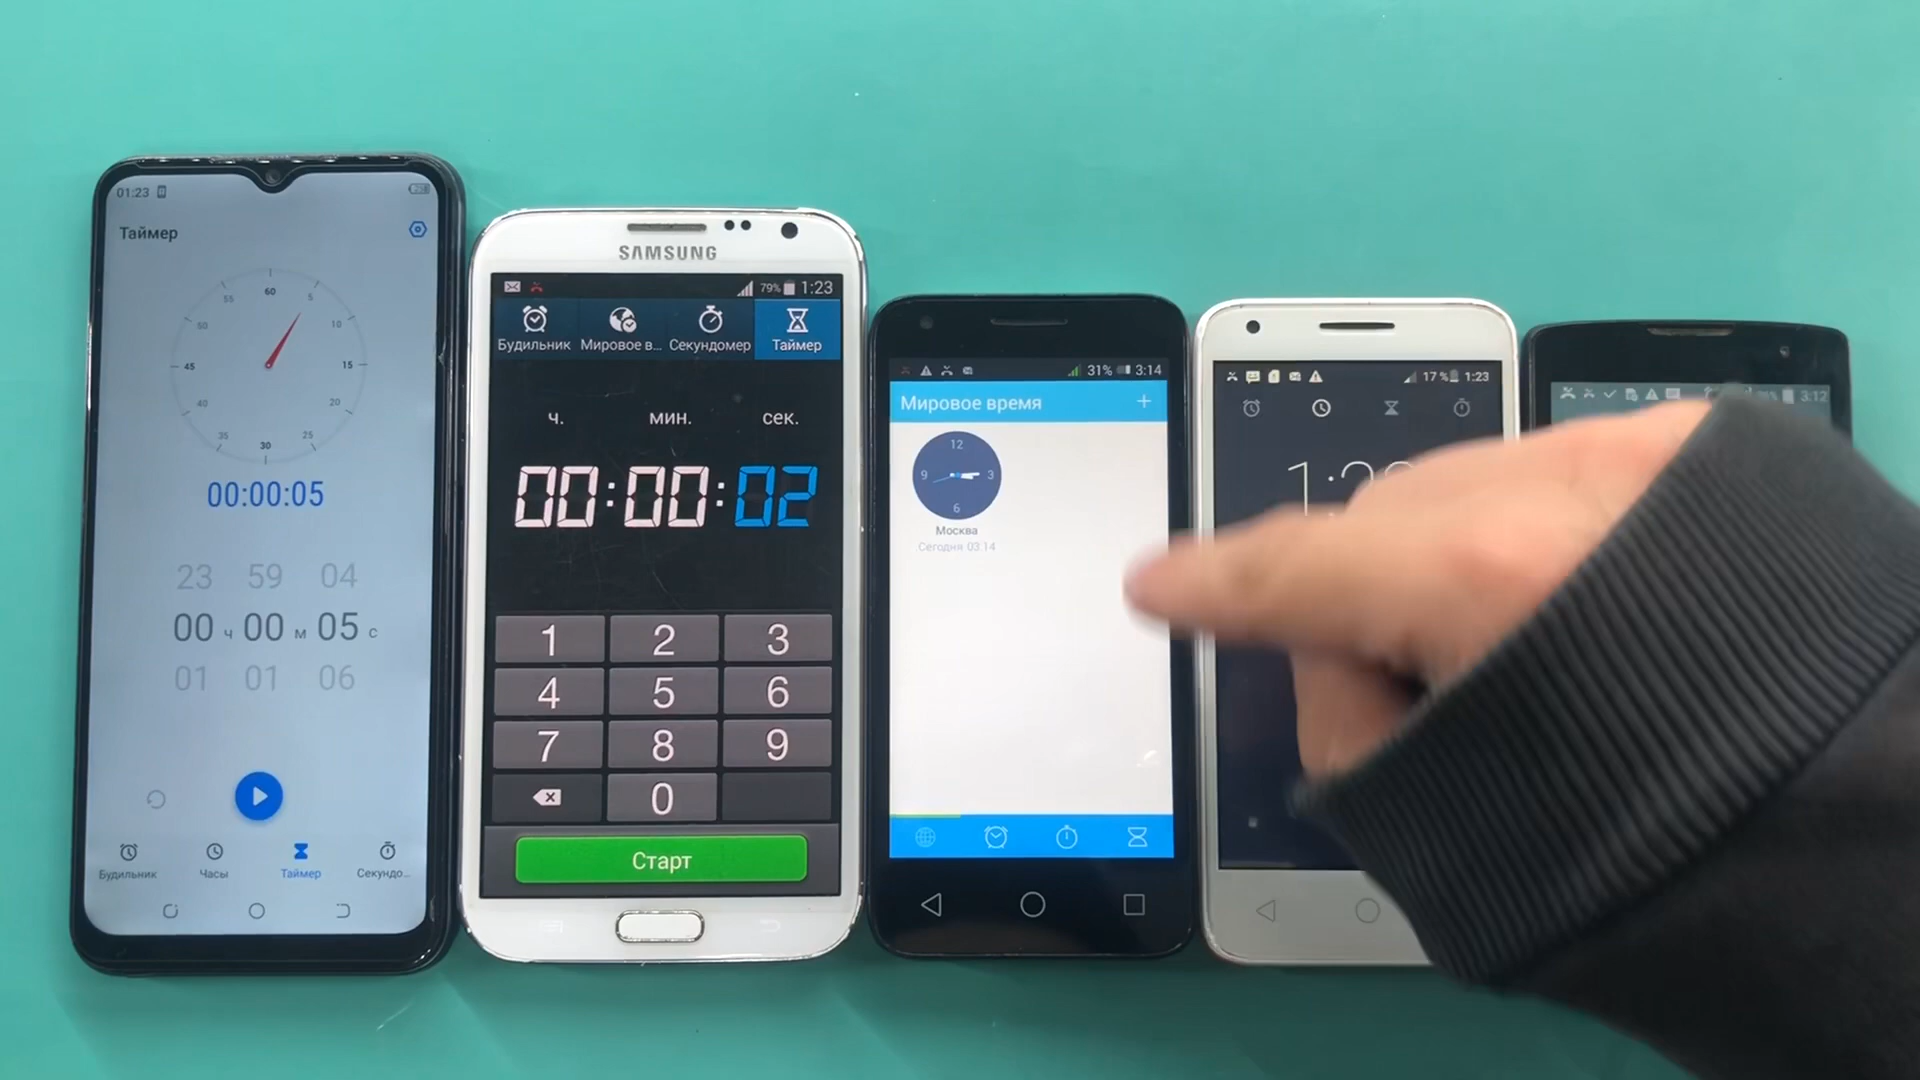 01:23
Таймер
60
5
10
15
20
25
30
35
40
45
50
55
00:00:05
23 59 04
00 ч 00 м 05 с
01 01 06
Будильник Часы Таймер Секундо...
SAMSUNG
79% 1:23
Будильник Мировое в... Секундомер Таймер
ч. мин. сек.
00:00:02
1 2 3
4 5 6
7 8 9
0
Старт
31% 3:14
Мировое время +
12
9 3
6
Москва
Сегодня 03:14
17 % 1:23
3:12